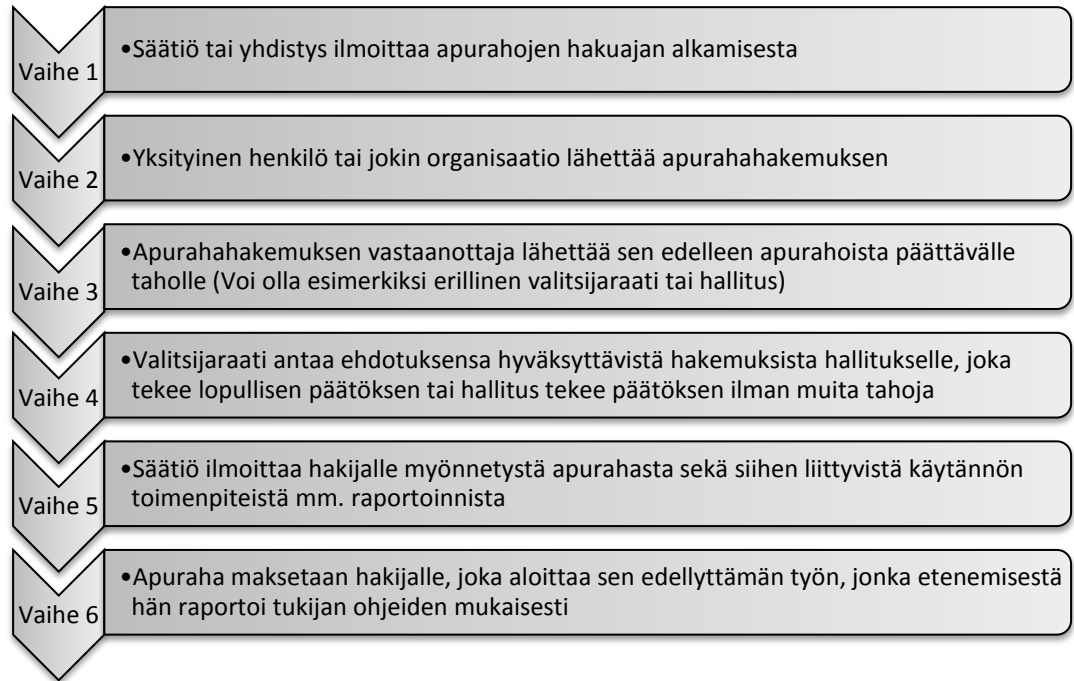 Vaihe 1
•Säätiö tai yhdistys ilmoittaa apurahojen hakuajan alkamisesta
Vaihe 2
•Yksityinen henkilö tai jokin organisaatio lähettää apurahahakemuksen
Vaihe 3
•Apurahahakemuksen vastaanottaja lähettää sen edelleen apurahoista päättävälle
taholle (Voi olla esimerkiksi erillinen valitsijaraati tai hallitus)
Vaihe 4
•Valitsijaraati antaa ehdotuksensa hyväksyttävistä hakemuksista hallitukselle, joka
tekee lopullisen päätöksen tai hallitus tekee päätöksen ilman muita tahoja
Vaihe 5
•Säätiö ilmoittaa hakijalle myönnetystä apurahasta sekä siihen liittyvistä käytännön
toimenpiteistä mm. raportoinnista
Vaihe 6
•Apuraha maksetaan hakijalle, joka aloittaa sen edellyttämän työn, jonka etenemisestä
hän raportoi tukijan ohjeiden mukaisesti